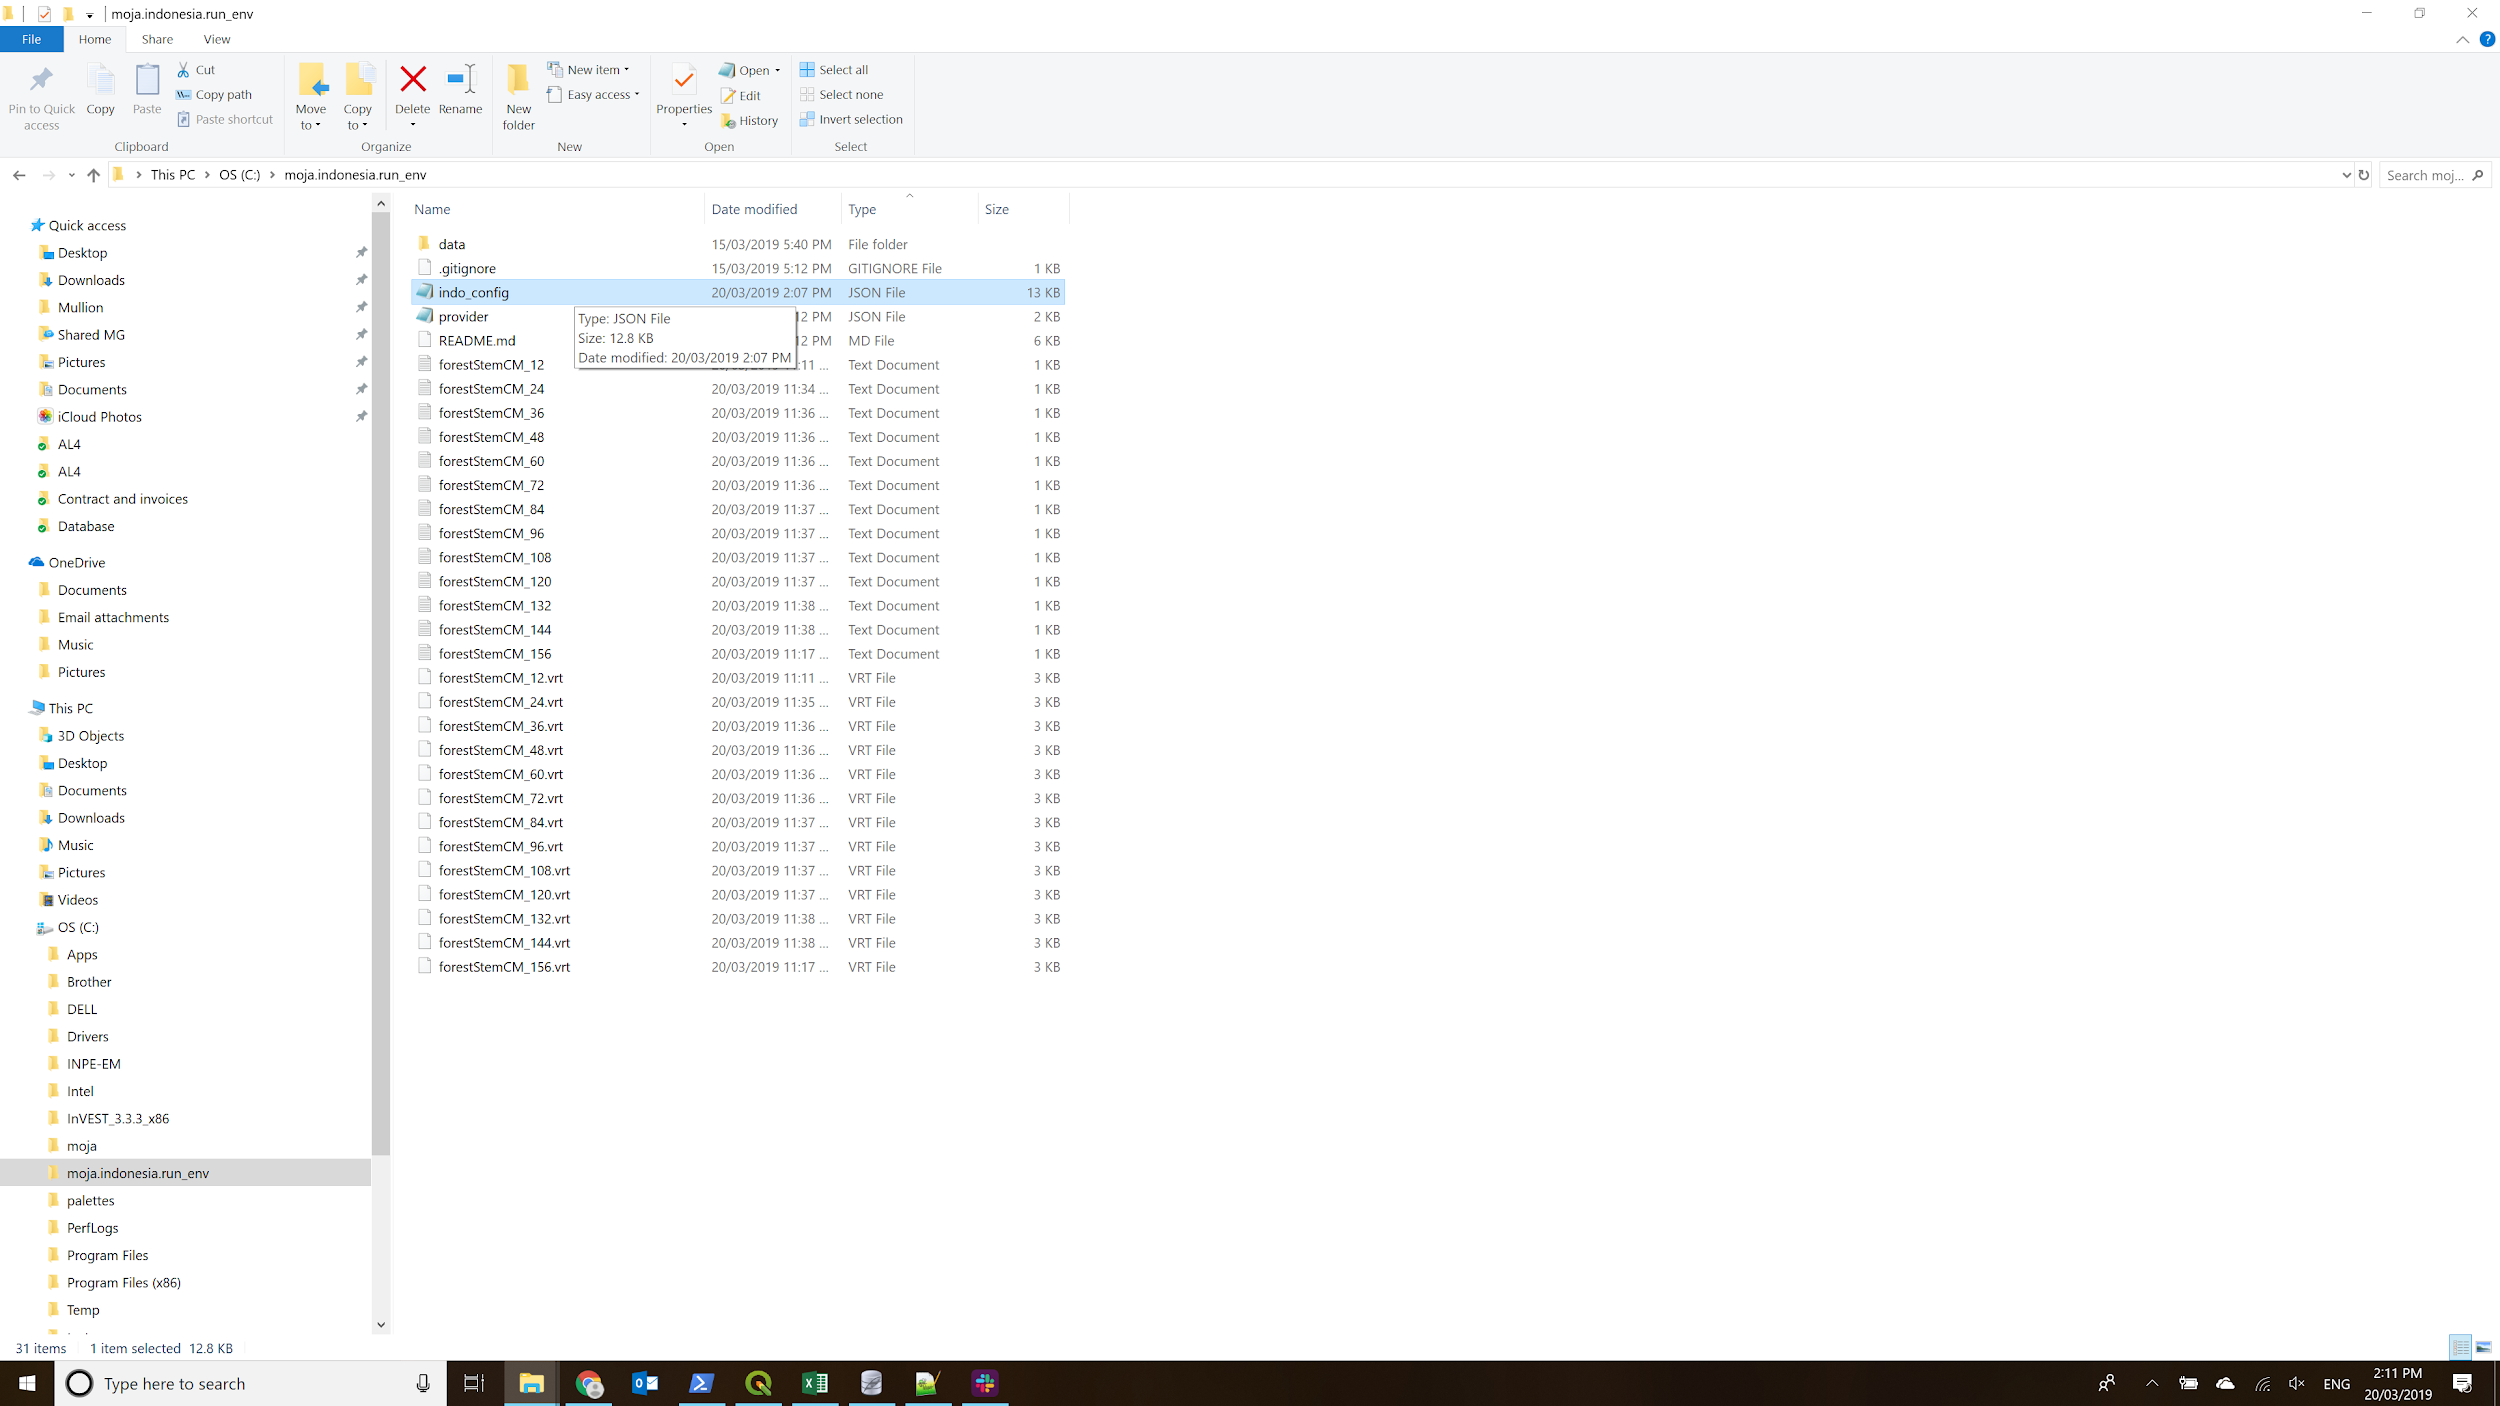 moja.indonesia.run_env
File Home Share View
Pin to Quick access
Copy
Paste
Cut
Copy path
Paste shortcut
Clipboard
Move to
Copy to
Delete
Rename
Organize
New folder
New item
Easy access
New
Properties
Open
Edit
History
Open
Select all
Select none
Invert selection
Select
This PC > OS (C:) > moja.indonesia.run_env
Search moj...
Quick access
Desktop
Downloads
Mullion
Shared MG
Pictures
Documents
iCloud Photos
AL4
AL4
Contract and invoices
Database
OneDrive
Documents
Email attachments
Music
Pictures
This PC
3D Objects
Desktop
Documents
Downloads
Music
Pictures
Videos
OS (C:)
Apps
Brother
DELL
Drivers
INPE-EM
Intel
InVEST_3.3.3_x86
moja
moja.indonesia.run_env
palettes
PerfLogs
Program Files
Program Files (x86)
Temp
Name Date modified Type Size
data 15/03/2019 5:40 PM File folder
.gitignore 15/03/2019 5:12 PM GITIGNORE File 1 KB
indo_config 20/03/2019 2:07 PM JSON File 13 KB
provider 12 PM JSON File 2 KB
README.md 12 PM MD File 6 KB
Type: JSON File
Size: 12.8 KB
Date modified: 20/03/2019 2:07 PM
forestStemCM_12 20/03/2019 11:11 ... Text Document 1 KB
forestStemCM_24 20/03/2019 11:34 ... Text Document 1 KB
forestStemCM_36 20/03/2019 11:36 ... Text Document 1 KB
forestStemCM_48 20/03/2019 11:36 ... Text Document 1 KB
forestStemCM_60 20/03/2019 11:36 ... Text Document 1 KB
forestStemCM_72 20/03/2019 11:36 ... Text Document 1 KB
forestStemCM_84 20/03/2019 11:37 ... Text Document 1 KB
forestStemCM_96 20/03/2019 11:37 ... Text Document 1 KB
forestStemCM_108 20/03/2019 11:37 ... Text Document 1 KB
forestStemCM_120 20/03/2019 11:37 ... Text Document 1 KB
forestStemCM_132 20/03/2019 11:38 ... Text Document 1 KB
forestStemCM_144 20/03/2019 11:38 ... Text Document 1 KB
forestStemCM_156 20/03/2019 11:17 ... Text Document 1 KB
forestStemCM_12.vrt 20/03/2019 11:11 ... VRT File 3 KB
forestStemCM_24.vrt 20/03/2019 11:35 ... VRT File 3 KB
forestStemCM_36.vrt 20/03/2019 11:36 ... VRT File 3 KB
forestStemCM_48.vrt 20/03/2019 11:36 ... VRT File 3 KB
forestStemCM_60.vrt 20/03/2019 11:36 ... VRT File 3 KB
forestStemCM_72.vrt 20/03/2019 11:36 ... VRT File 3 KB
forestStemCM_84.vrt 20/03/2019 11:37 ... VRT File 3 KB
forestStemCM_96.vrt 20/03/2019 11:37 ... VRT File 3 KB
forestStemCM_108.vrt 20/03/2019 11:37 ... VRT File 3 KB
forestStemCM_120.vrt 20/03/2019 11:37 ... VRT File 3 KB
forestStemCM_132.vrt 20/03/2019 11:38 ... VRT File 3 KB
forestStemCM_144.vrt 20/03/2019 11:38 ... VRT File 3 KB
forestStemCM_156.vrt 20/03/2019 11:17 ... VRT File 3 KB
31 items 1 item selected 12.8 KB
Type here to search
ENG
2:11 PM
20/03/2019